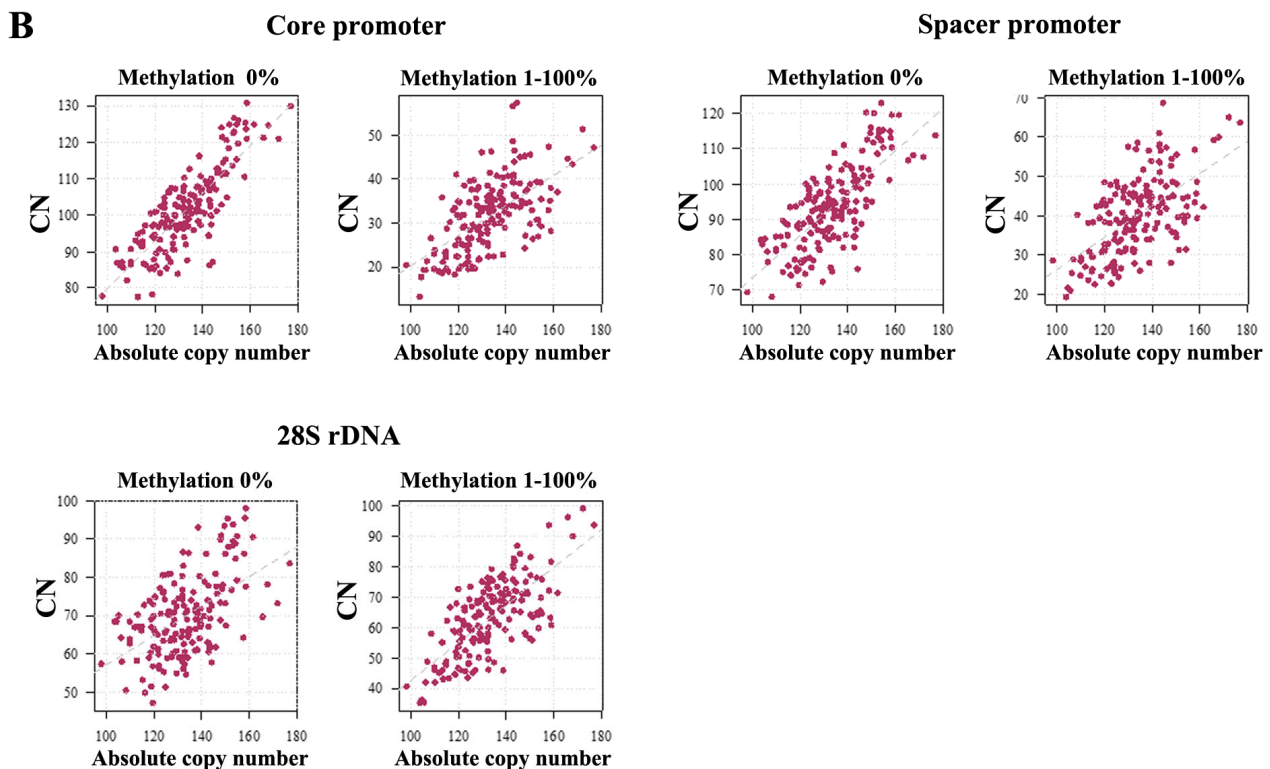 B
Core promoter
Spacer promoter
Methylation 0%
Methylation 1-100%
Methylation 0%
Methylation 1-100%
CN
130
120
110
100
90
80
100 120 140 160 180
Absolute copy number
CN
50
40
30
20
100 120 140 160 180
Absolute copy number
CN
120
110
100
90
80
70
100 120 140 160 180
Absolute copy number
CN
70
60
50
40
30
20
100 120 140 160 180
Absolute copy number
28S rDNA
Methylation 0%
Methylation 1-100%
CN
100
90
80
70
60
50
100 120 140 160 180
Absolute copy number
CN
100
90
80
70
60
50
40
100 120 140 160 180
Absolute copy number